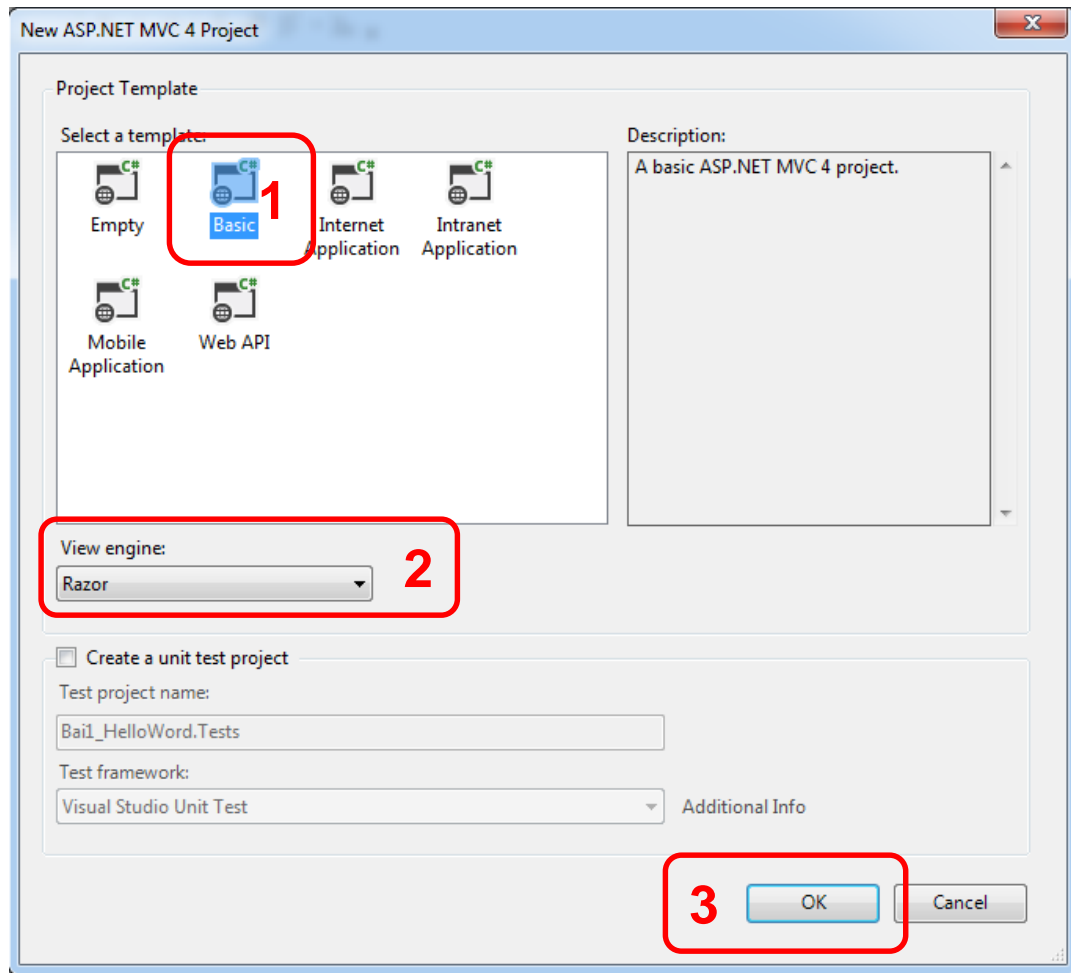 New ASP.NET MVC 4 Project
Project Template
Select a template:
Description:
C#
C#
C#
C#
1
Empty
Basic
Internet
Application
Intranet
Application
A basic ASP.NET MVC 4 project.
C#
C#
Mobile
Application
Web API
View engine:
Razor
2
Create a unit test project
Test project name:
Bai1_HelloWord.Tests
Test framework:
Visual Studio Unit Test
Additional Info
3
OK
Cancel